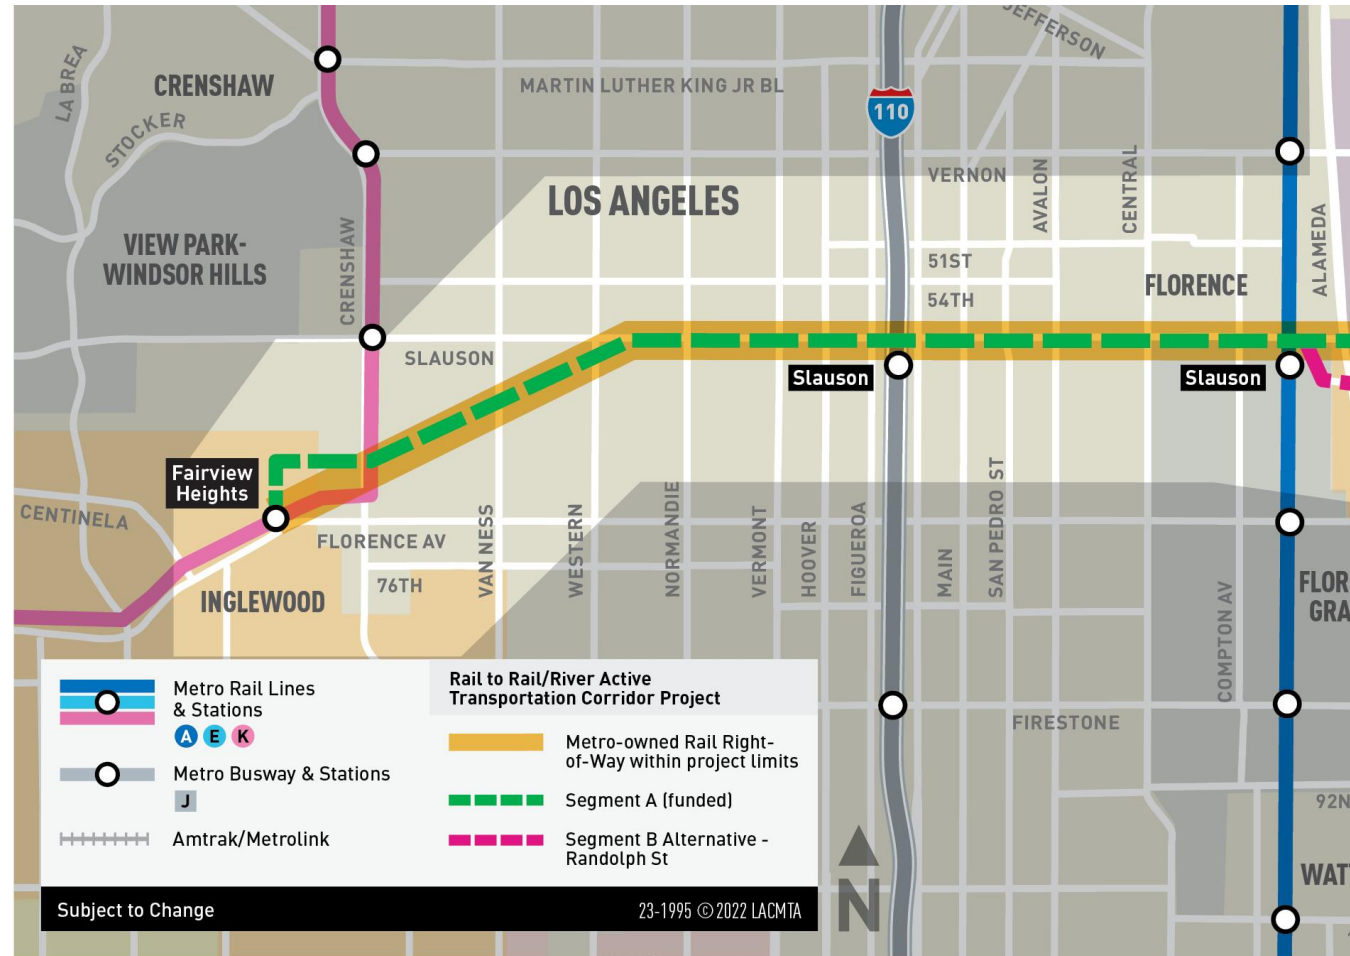 JEFFERSON
LA BREA
CRENSHAW
MARTIN LUTHER KING JR BL
110
STOCKER
VERNON
AVALON
CENTRAL
LOS ANGELES
VIEW PARK-
WINDSOR HILLS
CRENSHAW
ALAMEDA
51ST
FLORENCE
54TH
SLAUSON
Slauson
Slauson
Fairview
Heights
CENTINELA
FLORENCE AV
VAN NESS
WESTERN
NORMANDIE
VERMONT
HOOVER
FIGUEROA
MAIN
SAN PEDRO ST
76TH
INGLEWOOD
FLOR
GRA
COMPTON AV
FIRESTONE
92N
WAT
Metro Rail Lines
& Stations
A E K
Metro Busway & Stations
J
Amtrak/Metrolink
Rail to Rail/River Active
Transportation Corridor Project
Metro-owned Rail Right-
of-Way within project limits
Segment A (funded)
Segment B Alternative -
Randolph St
N
Subject to Change
23-1995 ©2022 LACMTA